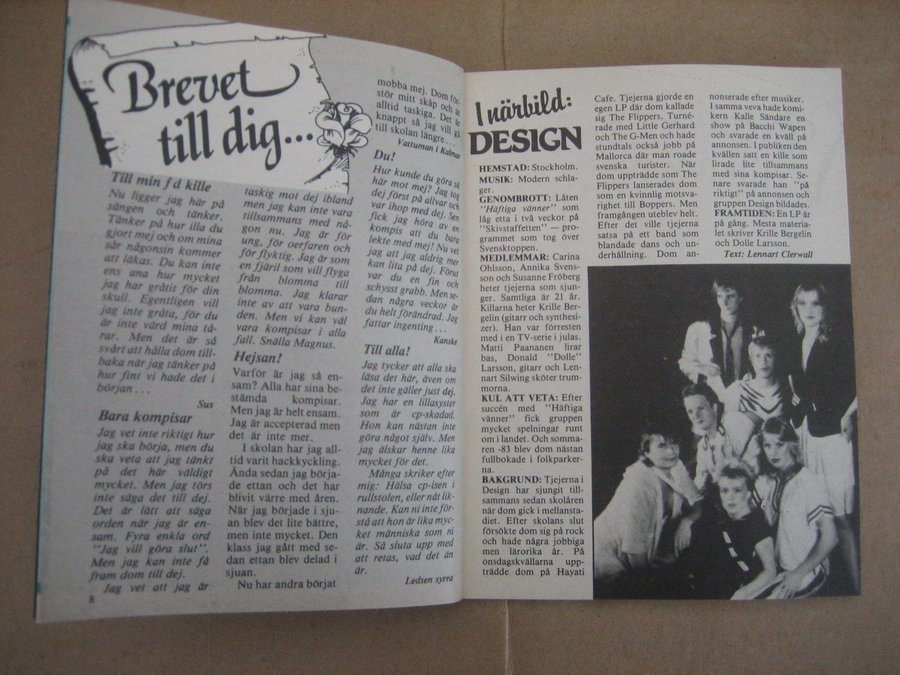 Brevet
till dig...
Till min f d kille
Nu ligger jag här på
sängen och tänker.
Tänker på hur illa du
gjort mej och om mina
sår någonsin kommer
att läkas. Du kan inte
ens ana hur mycket
jag har gråtit för din
skull. Egentligen vill
jag inte gråta, för du
är inte värd mina tå-
rar. Men det är så
svårt att hålla dom till-
baka när jag tänker på
hur fint vi hade det i
början...
Sus
Bara kompisar
Jag vet inte riktigt hur
jag ska börja, men du
ska veta att jag tänkt
på det här väldigt
mycket. Men jag törs
inte säga det till dej.
Det är lätt att säga
orden när jag är en-
sam. Fyra enkla ord
"Jag vill göra slut".
Men jag kan inte få
fram dom till dej.
Jag vet att jag är
8
taskig mot dej ibland
men jag kan inte vara
tillsammans med nå-
gon nu. Jag är för
ung, för oerfaren och
för flyktig. Jag är som
en fjäril som vill flyga
från blomma till
blomma. Jag klarar
inte av att vara bun-
den. Men vi kan väl
vara kompisar i alla
fall. Snälla Magnus.
Hejsan!
Varför är jag så en-
sam? Alla har sina be-
stämda kompisar.
Men jag är helt ensam.
Jag är accepterad men
det är inte mer.
I skolan har jag all-
tid varit hackkyckling.
Ända sedan jag börja-
de ettan och det har
blivit värre med åren.
När jag började i sju-
an blev det lite bättre,
men inte mycket. Den
klass jag gått med se-
dan ettan blev delad i
sjuan.
Nu har andra börjat
mobba mej. Dom för-
stör mitt skåp och är
alltid taskiga. Det är
knappt så jag vill gå
till skolan längre...
Vattuman i Kalmar
Du!
Hur kunde du göra så
här mot mej? Jag tog
dej först på allvar och
var ihop med dej. Sen
fick jag höra av en
kompis att du bara
lekte med mej! Nu vet
jag att jag aldrig mer
kan lita på dej. Förut
var du en fin och
schysst grabb. Men se-
dan några veckor är
du helt förändrad. Jag
fattar ingenting...
Kanske
Till alla!
Jag tycker att alla ska
läsa det här, även om
det inte gäller just dej.
Jag har en lillasyster
som är cp-skadad.
Hon kan nästan inte
göra något själv. Men
jag älskar henne lika
mycket för det.
Många skriker efter
mig: Hälsa cp-isen i
rullstolen, eller nåt lik-
nande. Kan ni inte för-
stå att hon är lika myc-
ket människa som ni
är. Så sluta upp med
att retas, vad det än
är.
Ledsen syrra
I närbild:
DESIGN
HEMSTAD: Stockholm.
MUSIK: Modern schla-
ger.
GENOMBROTT: Låten
"Häftiga vänner" som
låg etta i två veckor på
"Skivstaffetten" — pro-
grammet som tog över
Svensktoppen.
MEDLEMMAR: Carina
Ohlsson, Annika Svens-
son och Susanne Fröberg
heter tjejerna som sjun-
ger. Samtliga är 21 år.
Killarna heter Krille Ber-
gelin (gitarr och synthesi-
zer). Han var förresten
med i en TV-serie i julas.
Matti Paananen lirar
bas, Donald "Dolle"
Larsson, gitarr och Len-
nart Silwing sköter trum-
morna.
KUL ATT VETA: Efter
succén med "Häftiga
vänner" fick gruppen
mycket spelningar runt
om i landet. Och somma-
ren -83 blev dom nästan
fullbokade i folkparker-
na.
BAKGRUND: Tjejerna i
Design har sjungit till-
sammans sedan skolåren
när dom gick i mellansta-
diet. Efter skolans slut
försökte dom sig på rock
och hade några jobbiga
men lärorika år. På
onsdagskvällarna upp-
trädde dom på Hayati
Cafe. Tjejerna gjorde en
egen LP där dom kallade
sig The Flippers. Turné-
rade med Little Gerhard
och The G-Men och hade
stundtals också jobb på
Mallorca där man roade
svenska turister. När
dom uppträdde som The
Flippers lanserades dom
som en kvinnlig motsva-
righet till Boppers. Men
framgången uteblev helt.
Efter det ville tjejerna
satsa på ett band som
blandade dans och un-
derhållning. Dom an-
nonserade efter musiker.
I samma veva hade komi-
kern Kalle Sändare en
show på Bacchi Wapen
och svarade en kväll på
annonsen. I publiken den
kvällen satt en kille som
lirade lite tillsammans
med sina kompisar. Se-
nare svarade han "på
riktigt" på annonsen och
gruppen Design bildades.
FRAMTIDEN: En LP är
på gång. Mesta materia-
let skriver Krille Bergelin
och Dolle Larsson.
Text: Lennart Clerwall